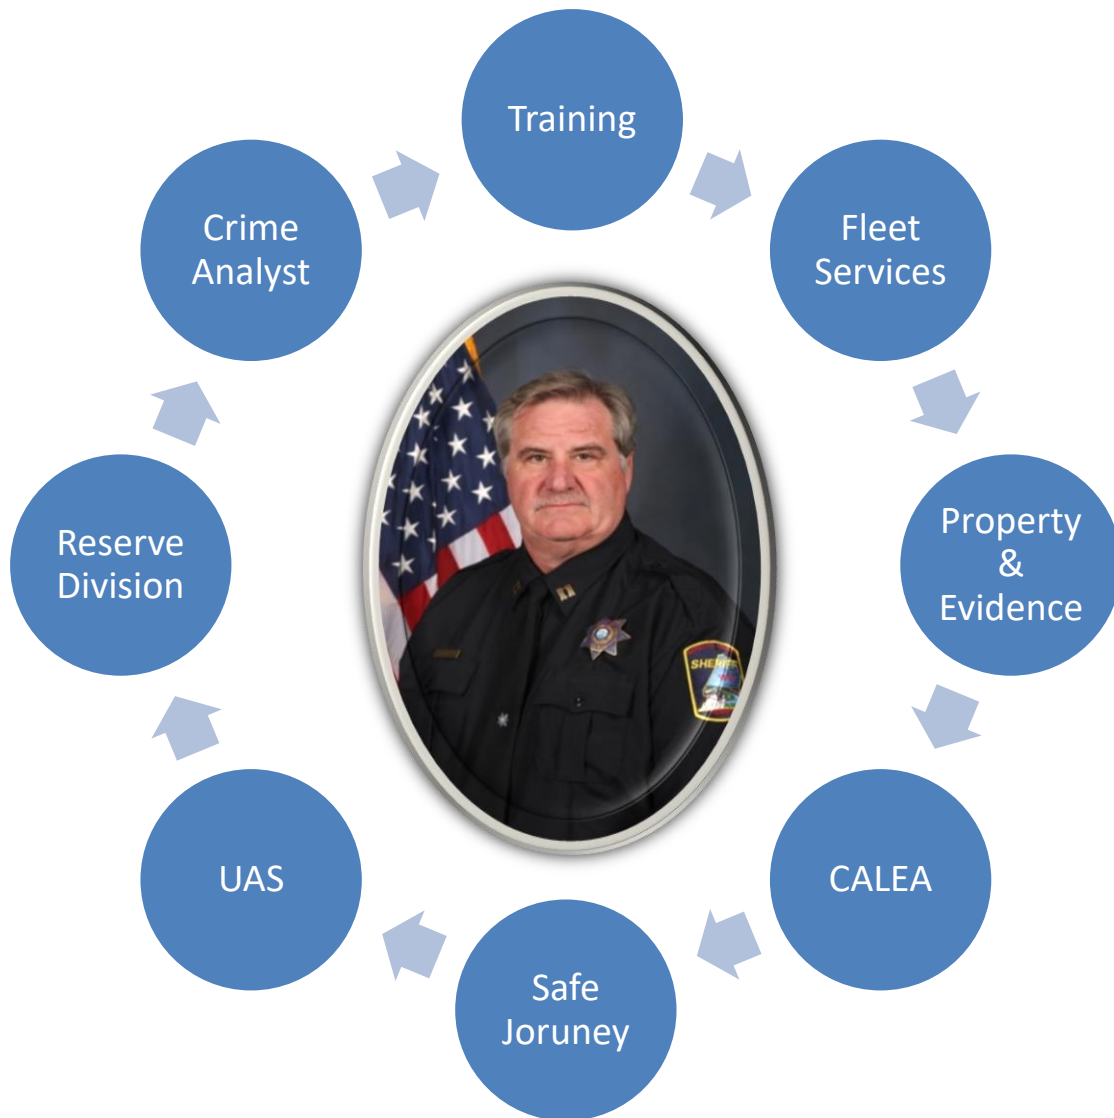 Training
Fleet
Services
Property
&
Evidence
CALEA
Safe
Joruney
UAS
Reserve
Division
Crime
Analyst
SHERIFF